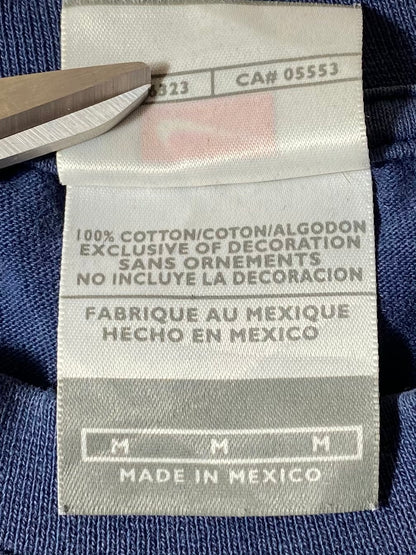 6323 | CA# 05553
100% COTTON/COTON/ALGODON
EXCLUSIVE OF DECORATION
SANS ORNEMENTS
NO INCLUYE LA DECORACION
FABRIQUE AU MEXIQUE
HECHO EN MEXICO
M M M
MADE IN MEXICO